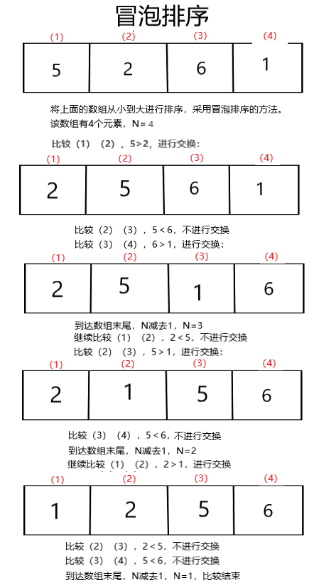 冒泡排序
(1) (2) (3) (4)
5 2 6 1
将上面的数组从小到大进行排序，采用冒泡排序的方法。
该数组有4个元素，N= 4
比较（1）（2），5>2，进行交换：
(1) (2) (3) (4)
2 5 6 1
比较（2）（3），5<6，不进行交换
比较（3）（4），6>1，进行交换：
(1) (2) (3) (4)
2 5 1 6
到达数组末尾，N减去1，N=3
继续比较（1）（2），2<5，不进行交换
比较（2）（3），5>1，进行交换：
(1) (2) (3) (4)
2 1 5 6
比较（3）（4），5<6，不进行交换
到达数组末尾，N减去1，N=2
继续比较（1）（2），2>1，进行交换
(1) (2) (3) (4)
1 2 5 6
比较（2）（3），2<5，不进行交换
比较（3）（4），5<6，不进行交换
到达数组末尾，N减去1，N=1，比较结束